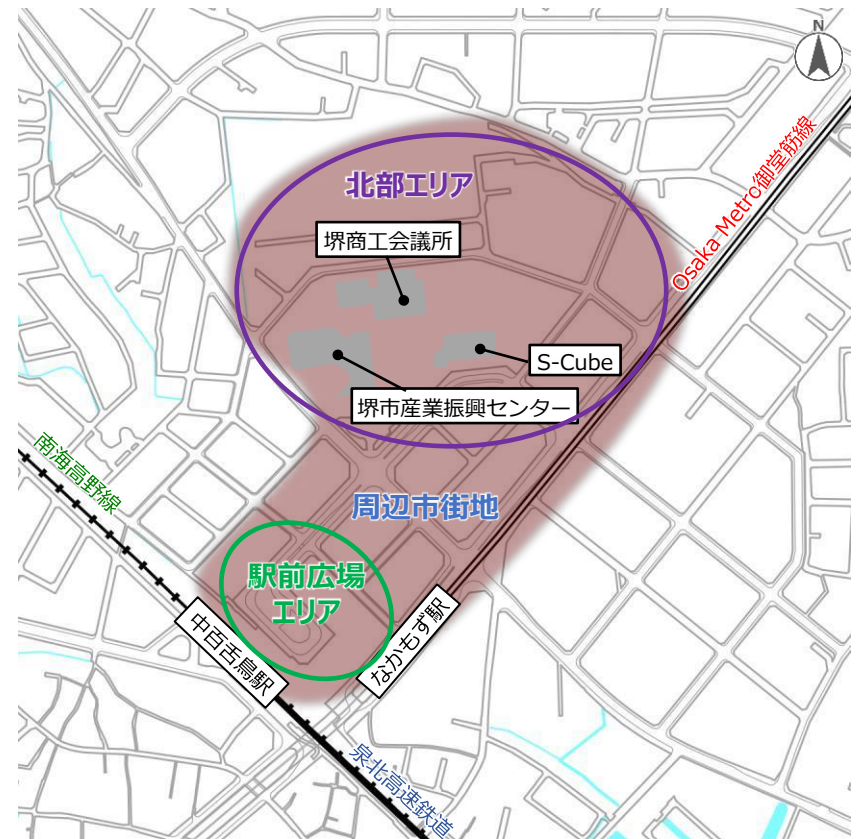 N
北部エリア
堺商工会議所
Osaka Metro御堂筋線
S-Cube
堺市産業振興センター
南海高野線
周辺市街地
駅前広場
エリア
中百舌鳥駅
なかもず駅
泉北高速鉄道